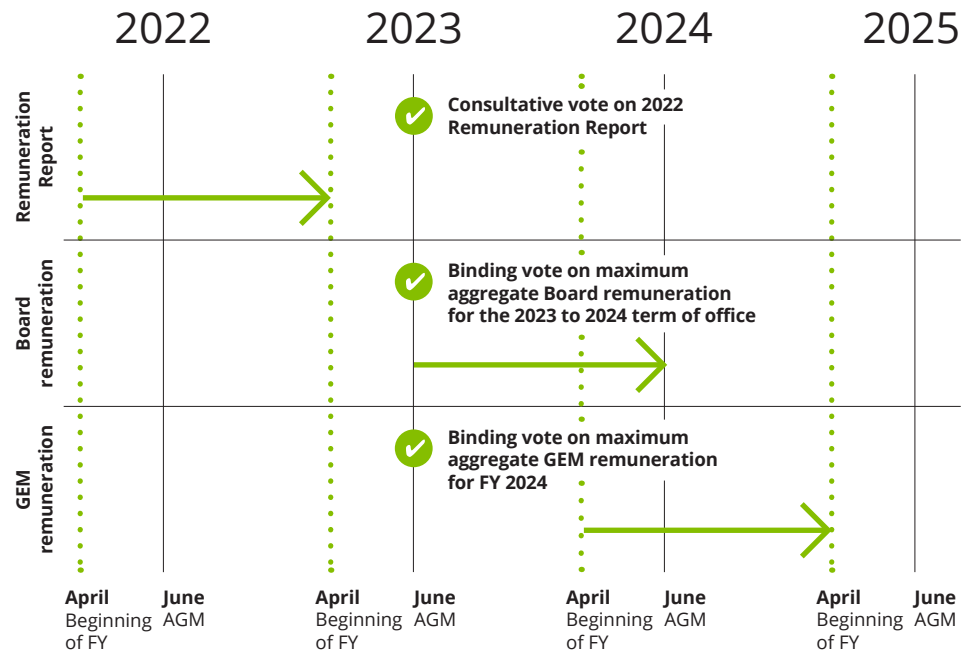 2022
2023
2024
2025
Remuneration
Report
Consultative vote on 2022
Remuneration Report
Board
remuneration
Binding vote on maximum
aggregate Board remuneration
for the 2023 to 2024 term of office
GEM
remuneration
Binding vote on maximum
aggregate GEM remuneration
for FY 2024
April
Beginning
of FY
June
AGM
April
Beginning
of FY
June
AGM
April
Beginning
of FY
June
AGM
April
Beginning
of FY
June
AGM